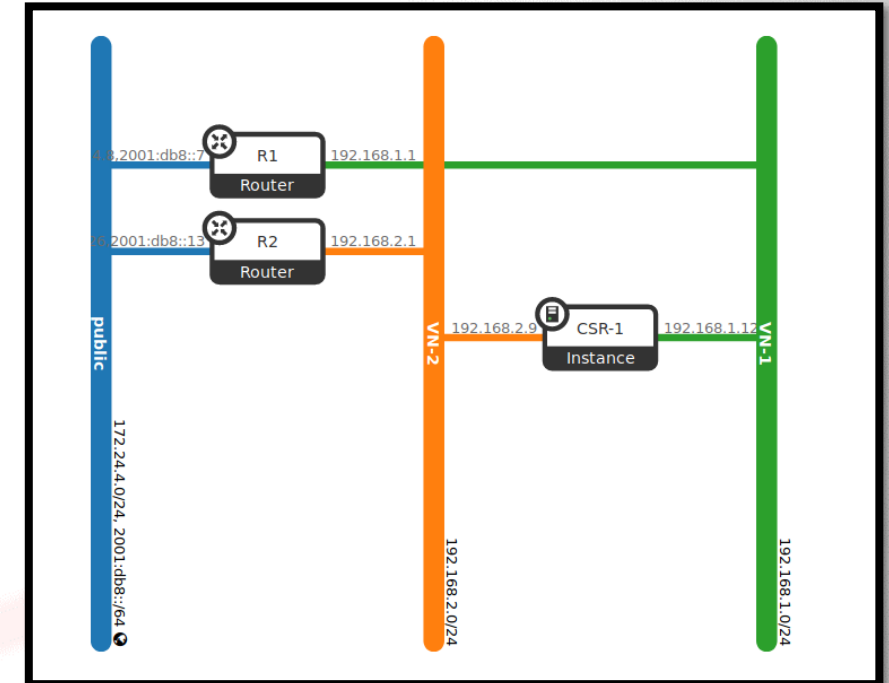 2001:db8::7
R1
192.168.1.1
Router
2001:db8::13
R2
192.168.2.1
Router
public
VN-2
192.168.2.9
CSR-1
192.168.1.12
VN-1
Instance
172.24.4.0/24, 2001:db8::/64
192.168.2.0/24
192.168.1.0/24